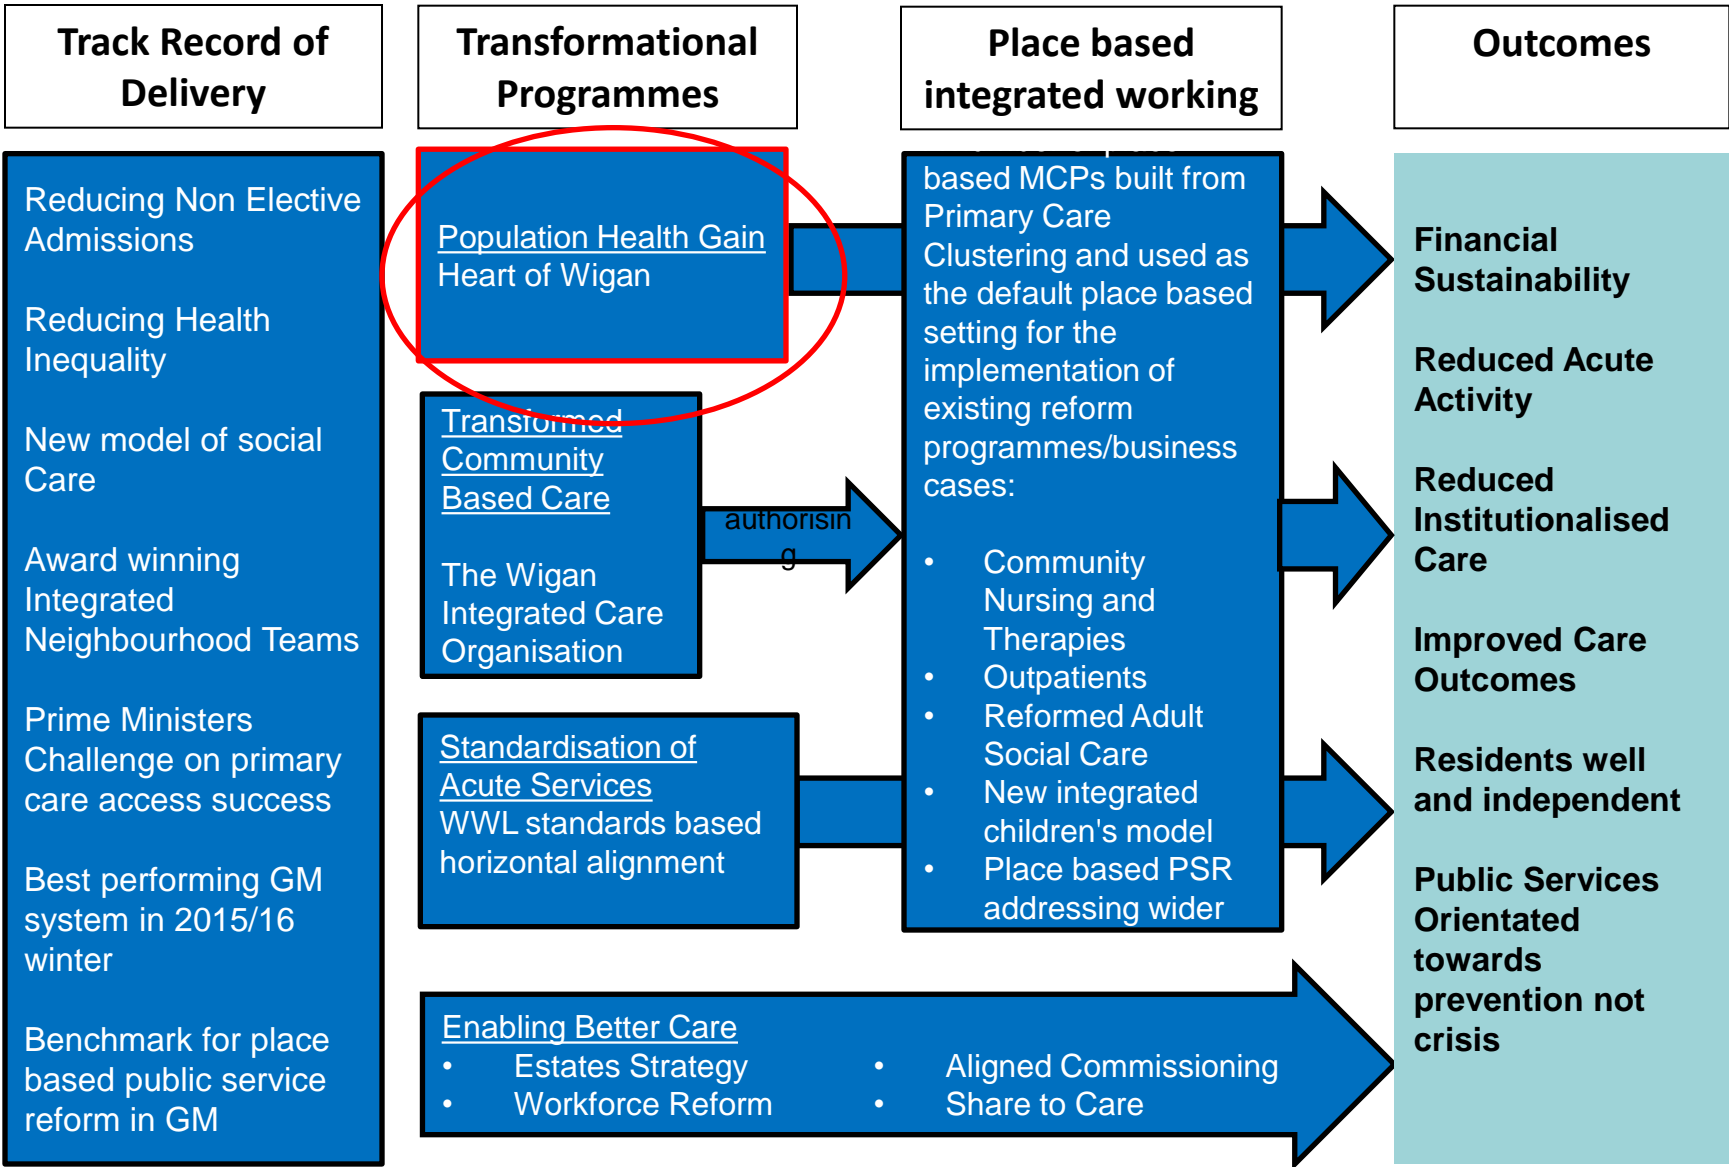 Track Record of
Delivery
Transformational
Programmes
Place based
integrated working
Outcomes
Reducing Non Elective
Admissions
Reducing Health
Inequality
New model of social
Care
Award winning
Integrated
Neighbourhood Teams
Prime Ministers
Challenge on primary
care access success
Best performing GM
system in 2015/16
winter
Benchmark for place
based public service
reform in GM
Population Health Gain
Heart of Wigan
Transformed
Community
Based Care
The Wigan
Integrated Care
Organisation
authorisin
g
Standardisation of
Acute Services
WWL standards based
horizontal alignment
based MCPs built from
Primary Care
Clustering and used as
the default place based
setting for the
implementation of
existing reform
programmes/business
cases:
• Community
Nursing and
Therapies
• Outpatients
• Reformed Adult
Social Care
• New integrated
children's model
• Place based PSR
addressing wider
Enabling Better Care
• Estates Strategy
• Workforce Reform
• Aligned Commissioning
• Share to Care
Financial
Sustainability
Reduced Acute
Activity
Reduced
Institutionalised
Care
Improved Care
Outcomes
Residents well
and independent
Public Services
Orientated
towards
prevention not
crisis